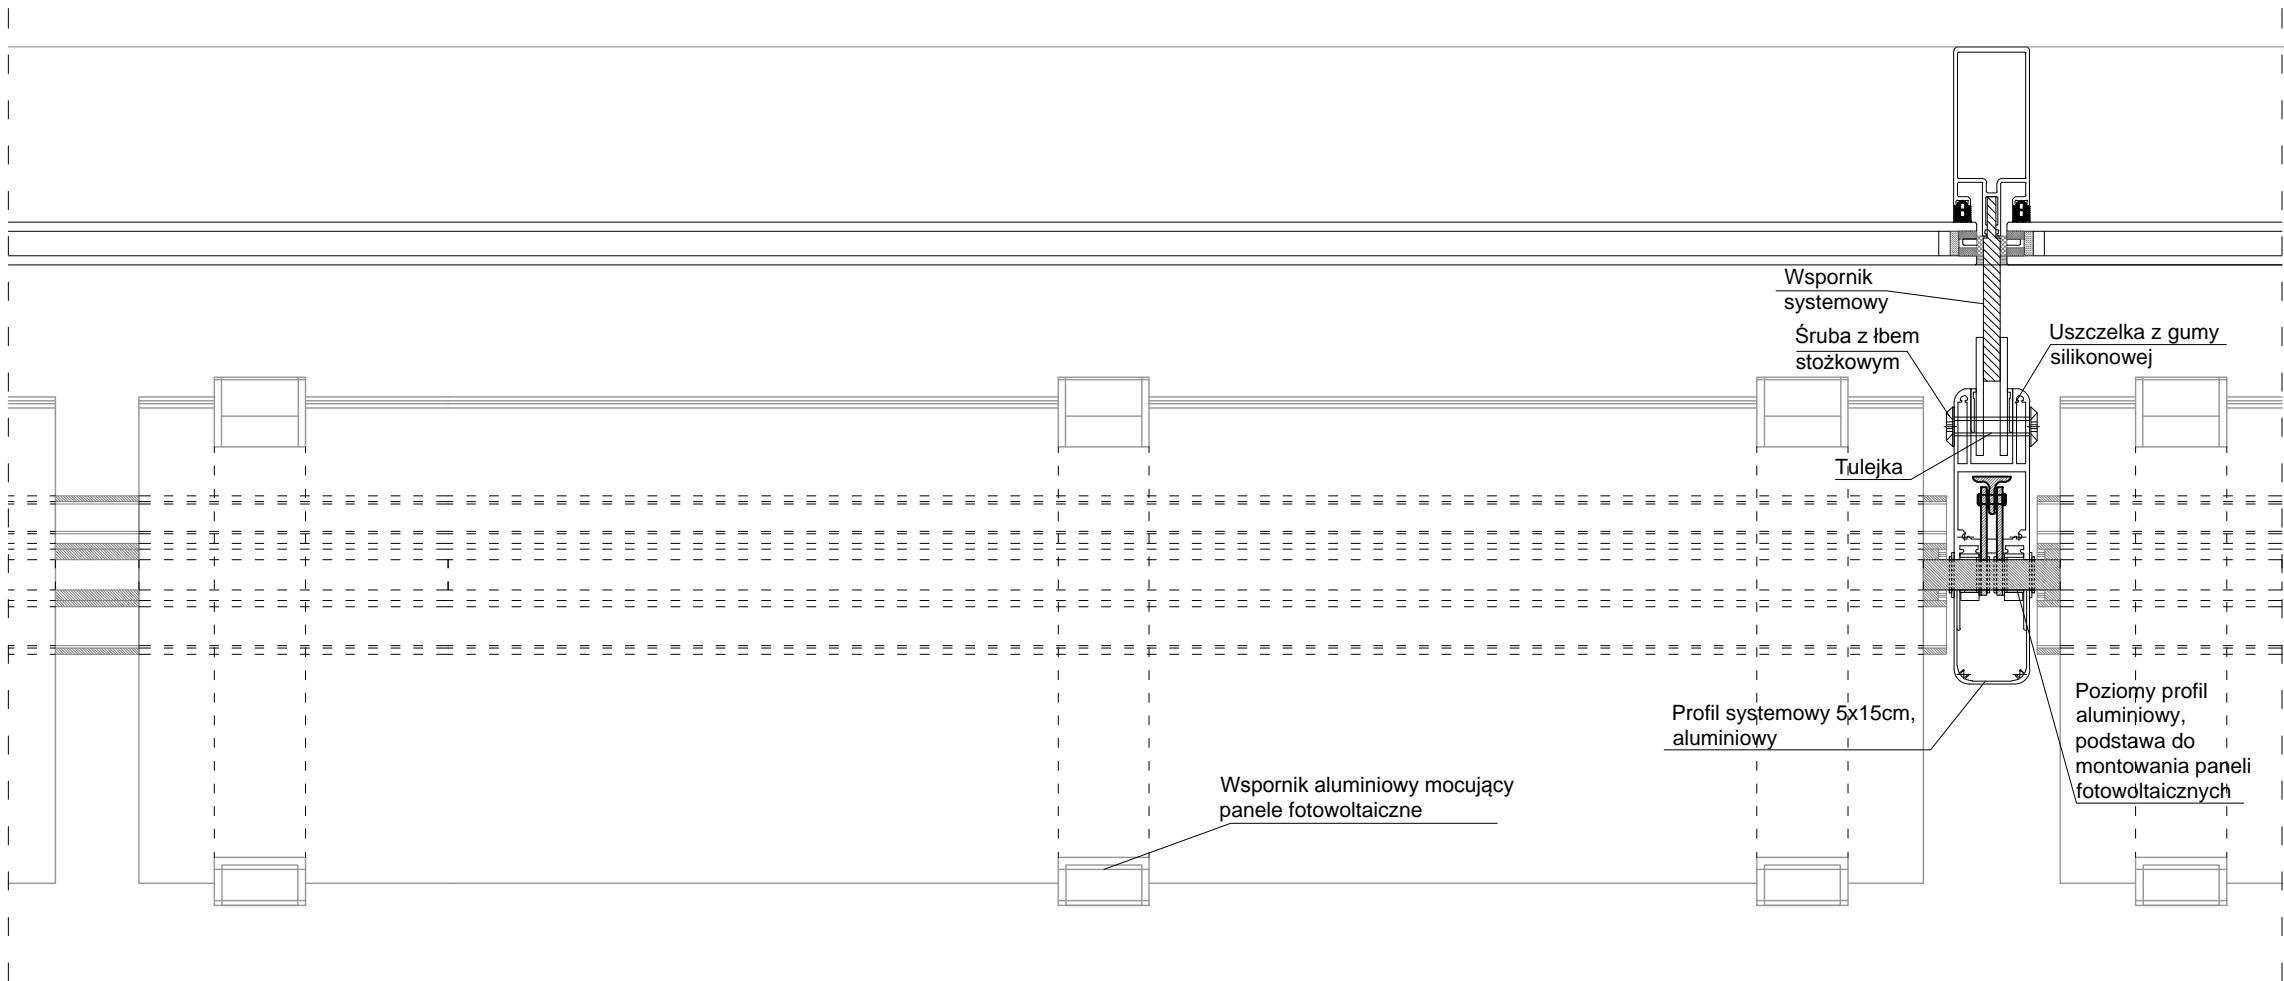 Wspornik
systemowy
Śruba z łbem
stożkowym
Uszczelka z gumy
silikonowej
Tulejka
Profil systemowy 5x15cm,
aluminiowy
Poziomy profil
aluminiowy,
podstawa do
montowania paneli
fotowoltaicznych
Wspornik aluminiowy mocujący
panele fotowoltaiczne